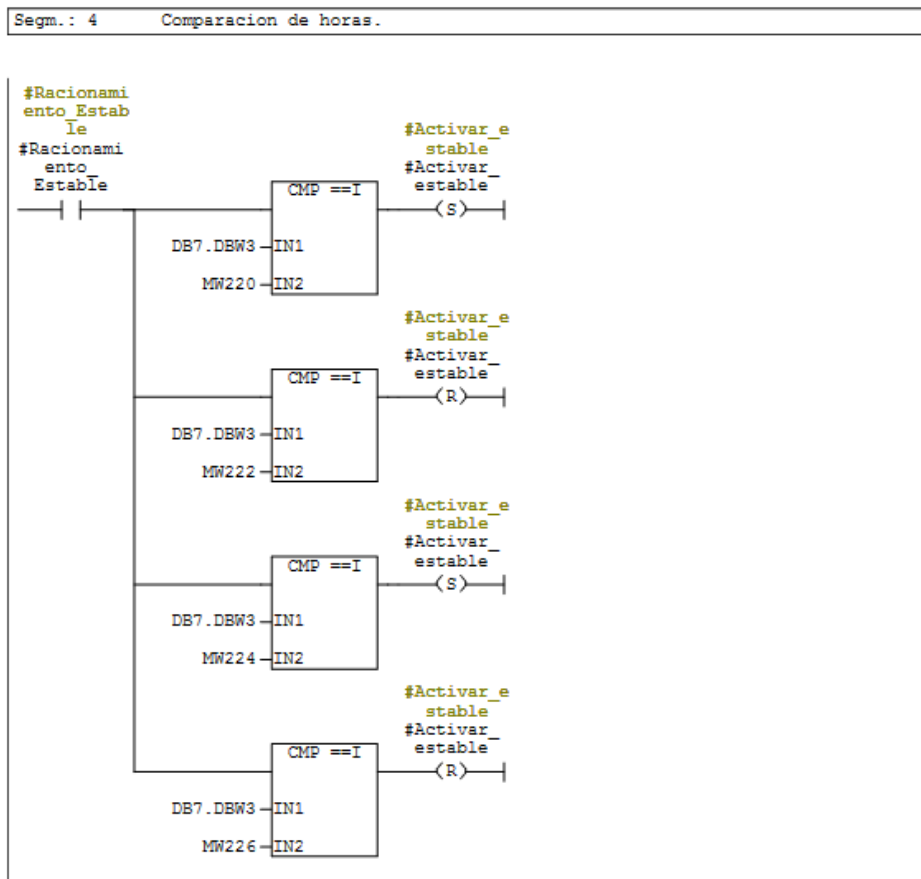 Segm.: 4 Comparacion de horas.
#Racionami
ento_Estab
le
#Racionami
ento_
Estable
#Activar_e
stable
#Activar_
estable
CMP ==I
(S)
DB7.DBW3 IN1
MW220 IN2
#Activar_e
stable
#Activar_
estable
CMP ==I
(R)
DB7.DBW3 IN1
MW222 IN2
#Activar_e
stable
#Activar_
estable
CMP ==I
(S)
DB7.DBW3 IN1
MW224 IN2
#Activar_e
stable
#Activar_
estable
CMP ==I
(R)
DB7.DBW3 IN1
MW226 IN2